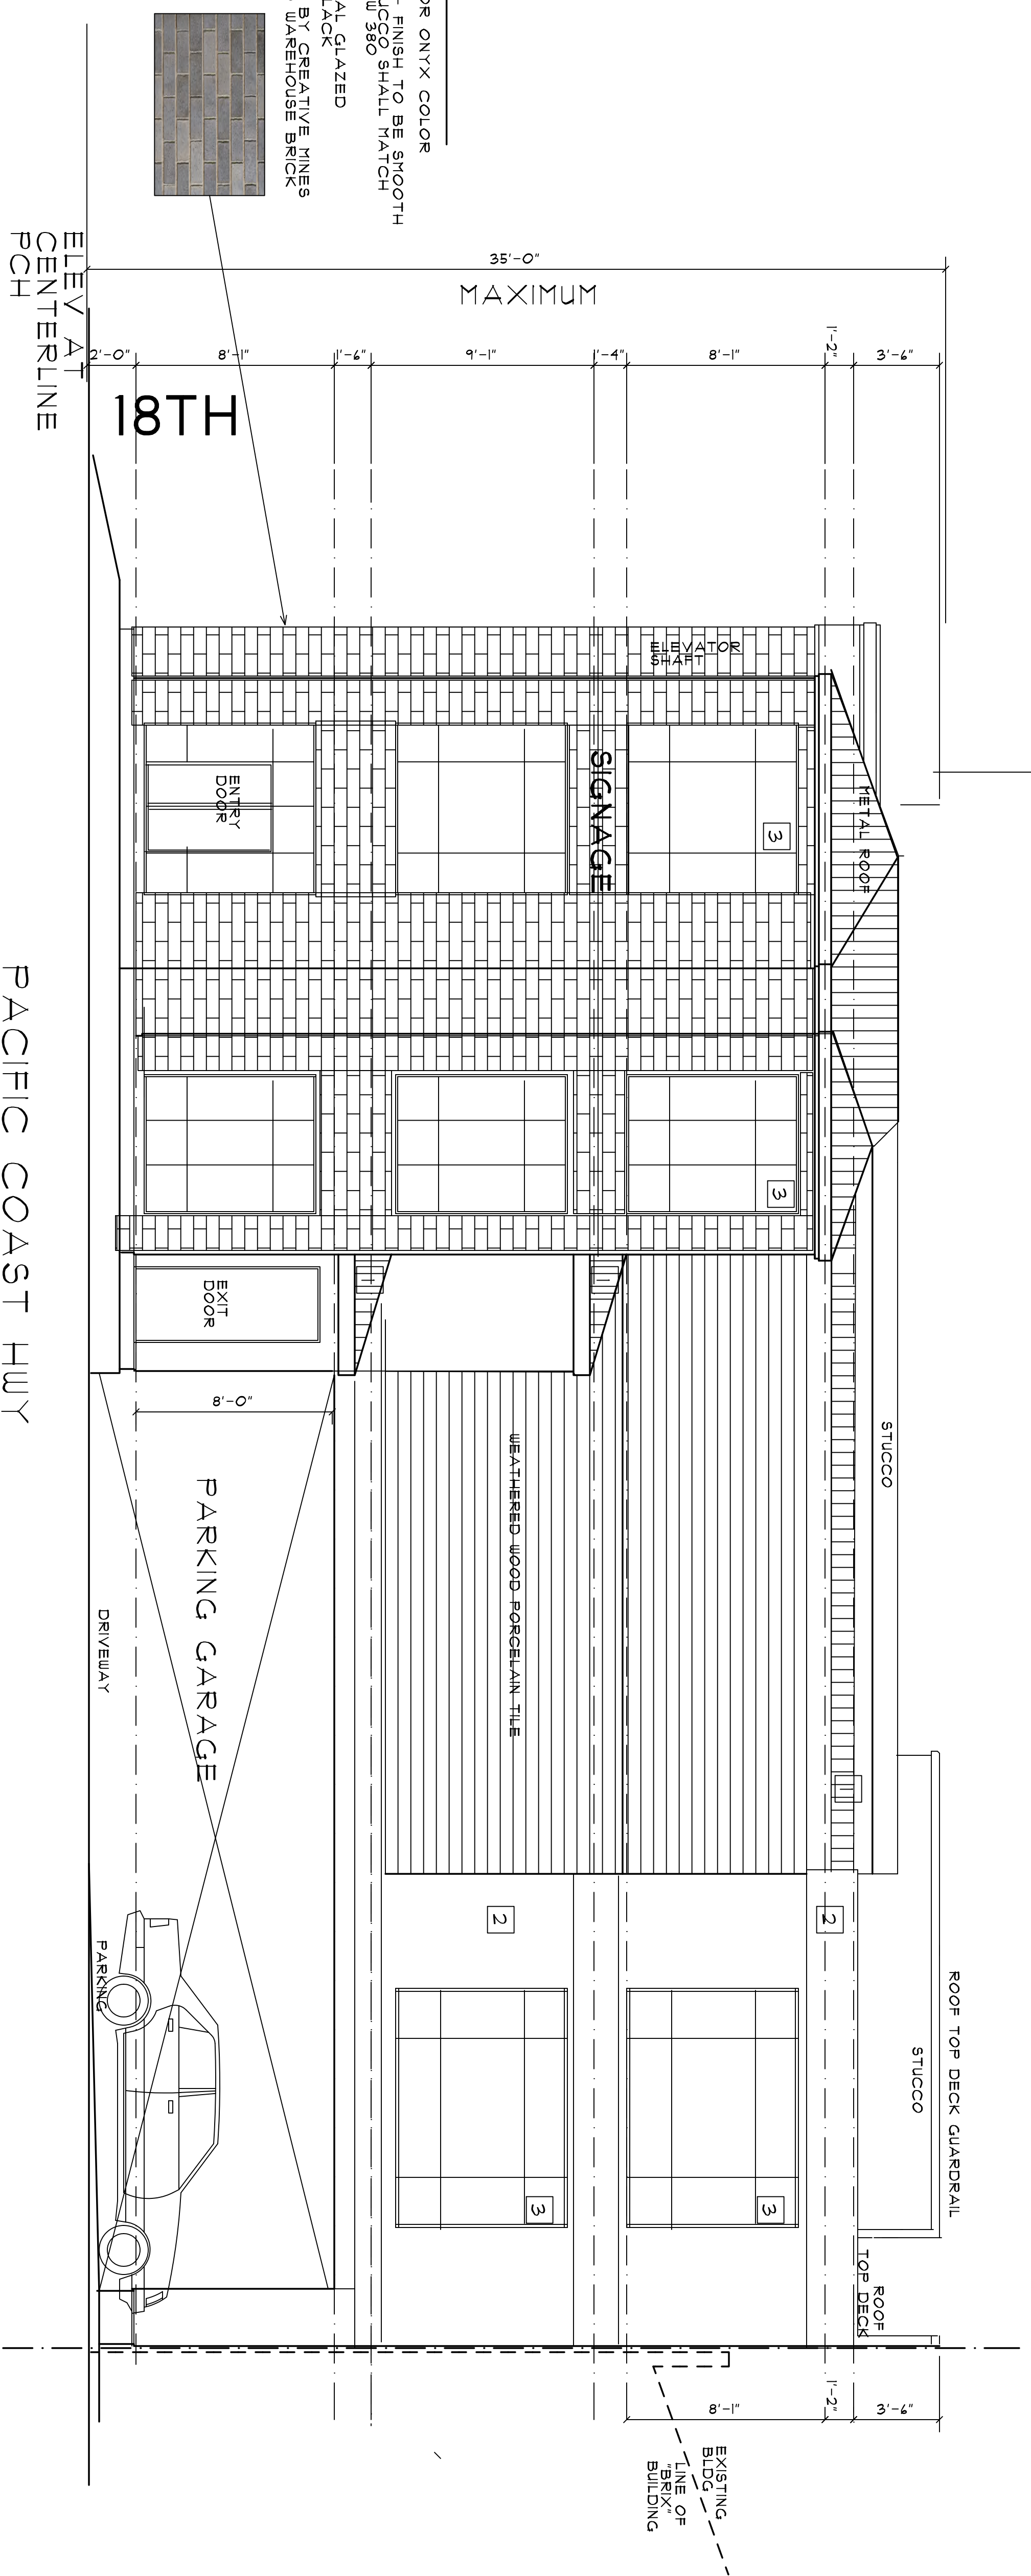 OR ONYX COLOR
FINISH TO BE SMOOTH
UCCO SHALL MATCH
W 380
AL GLAZED
LACK
BY CREATIVE MINES
WAREHOUSE BRICK
35'-0"
MAXIMUM
2'-0"
8'-1"
1'-6"
9'-1"
1'-4"
8'-1"
1'-2"
3'-6"
ELEV AT
CENTERLINE
PCH
18TH
ELEVATOR
SHAFT
METAL ROOF
SIGNAGE
3
ENTRY
DOOR
3
EXIT
DOOR
1
1
8'-0"
STUCCO
WEATHERED WOOD PORCELAIN TILE
PARKING GARAGE
DRIVEWAY
PARKING
1
2
2
3
3
ROOF TOP DECK GUARDRAIL
STUCCO
ROOF
TOP DECK
8'-1"
1'-2"
3'-6"
EXISTING
BLDG
LINE OF
"BRIX"
BUILDING
PACIFIC COAST HWY